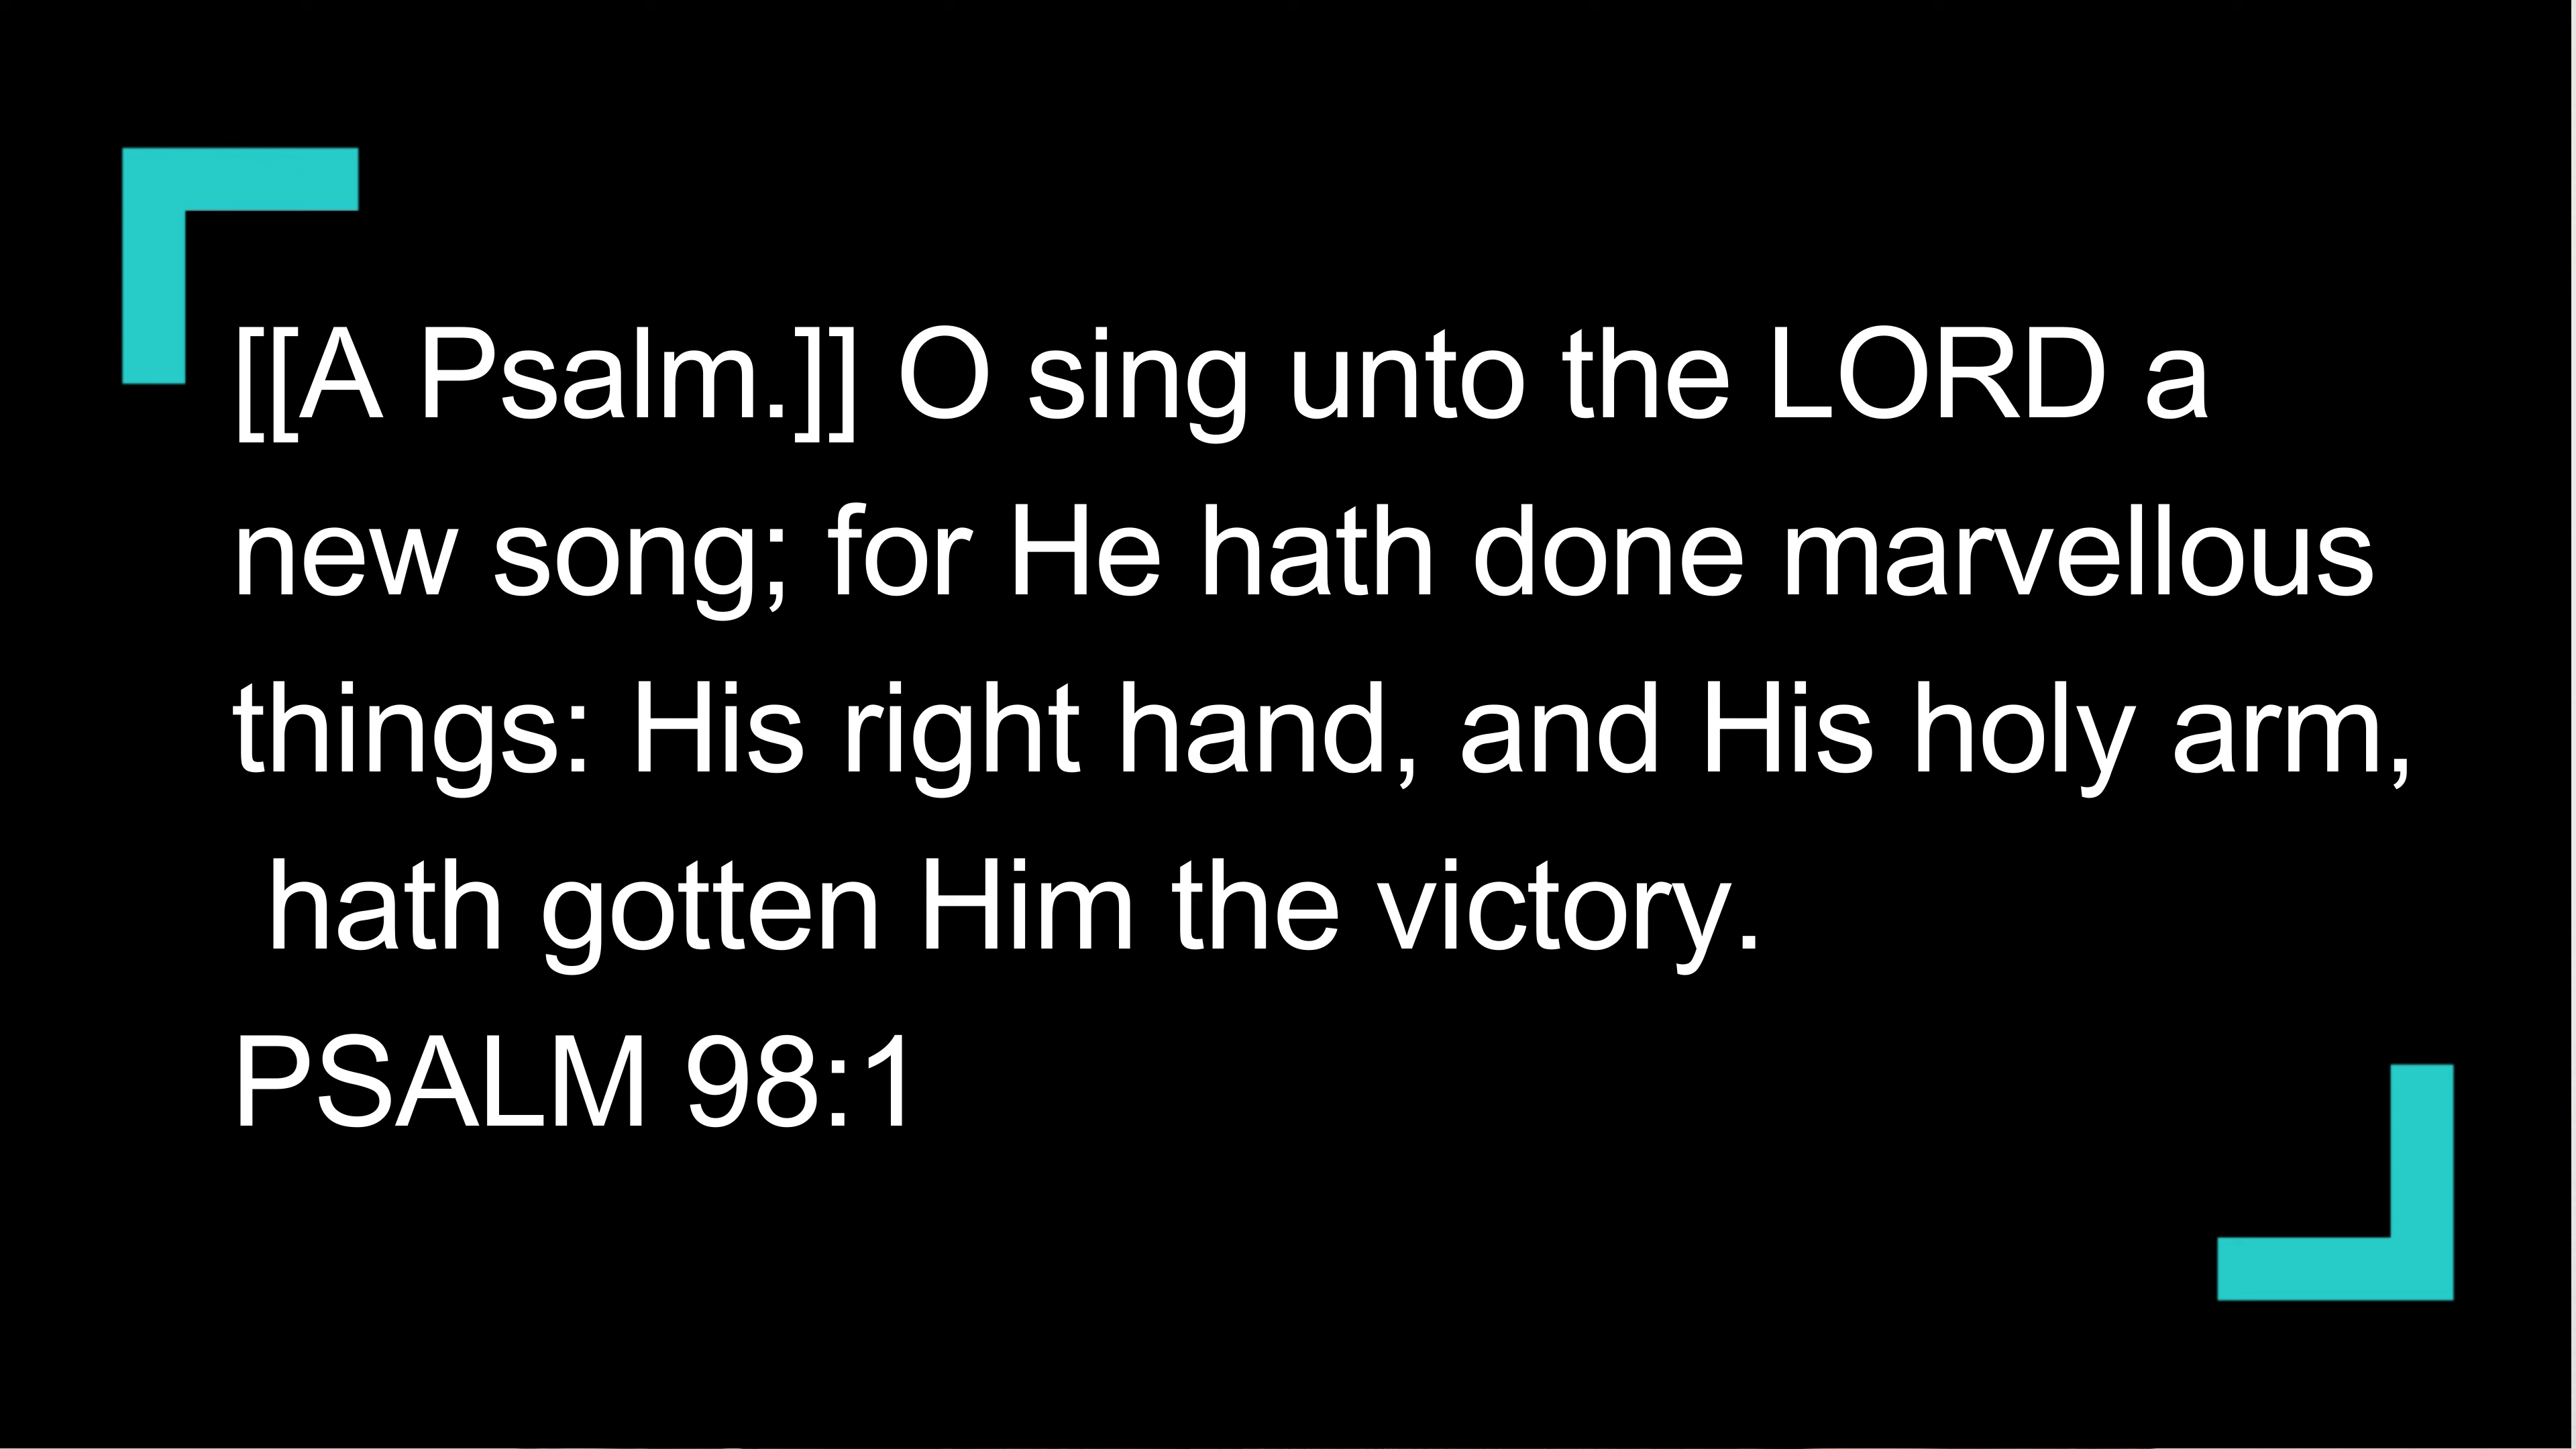 [[A Psalm.]] O sing unto the LORD a
new song; for He hath done marvellous
things: His right hand, and His holy arm,
hath gotten Him the victory.
PSALM 98:1